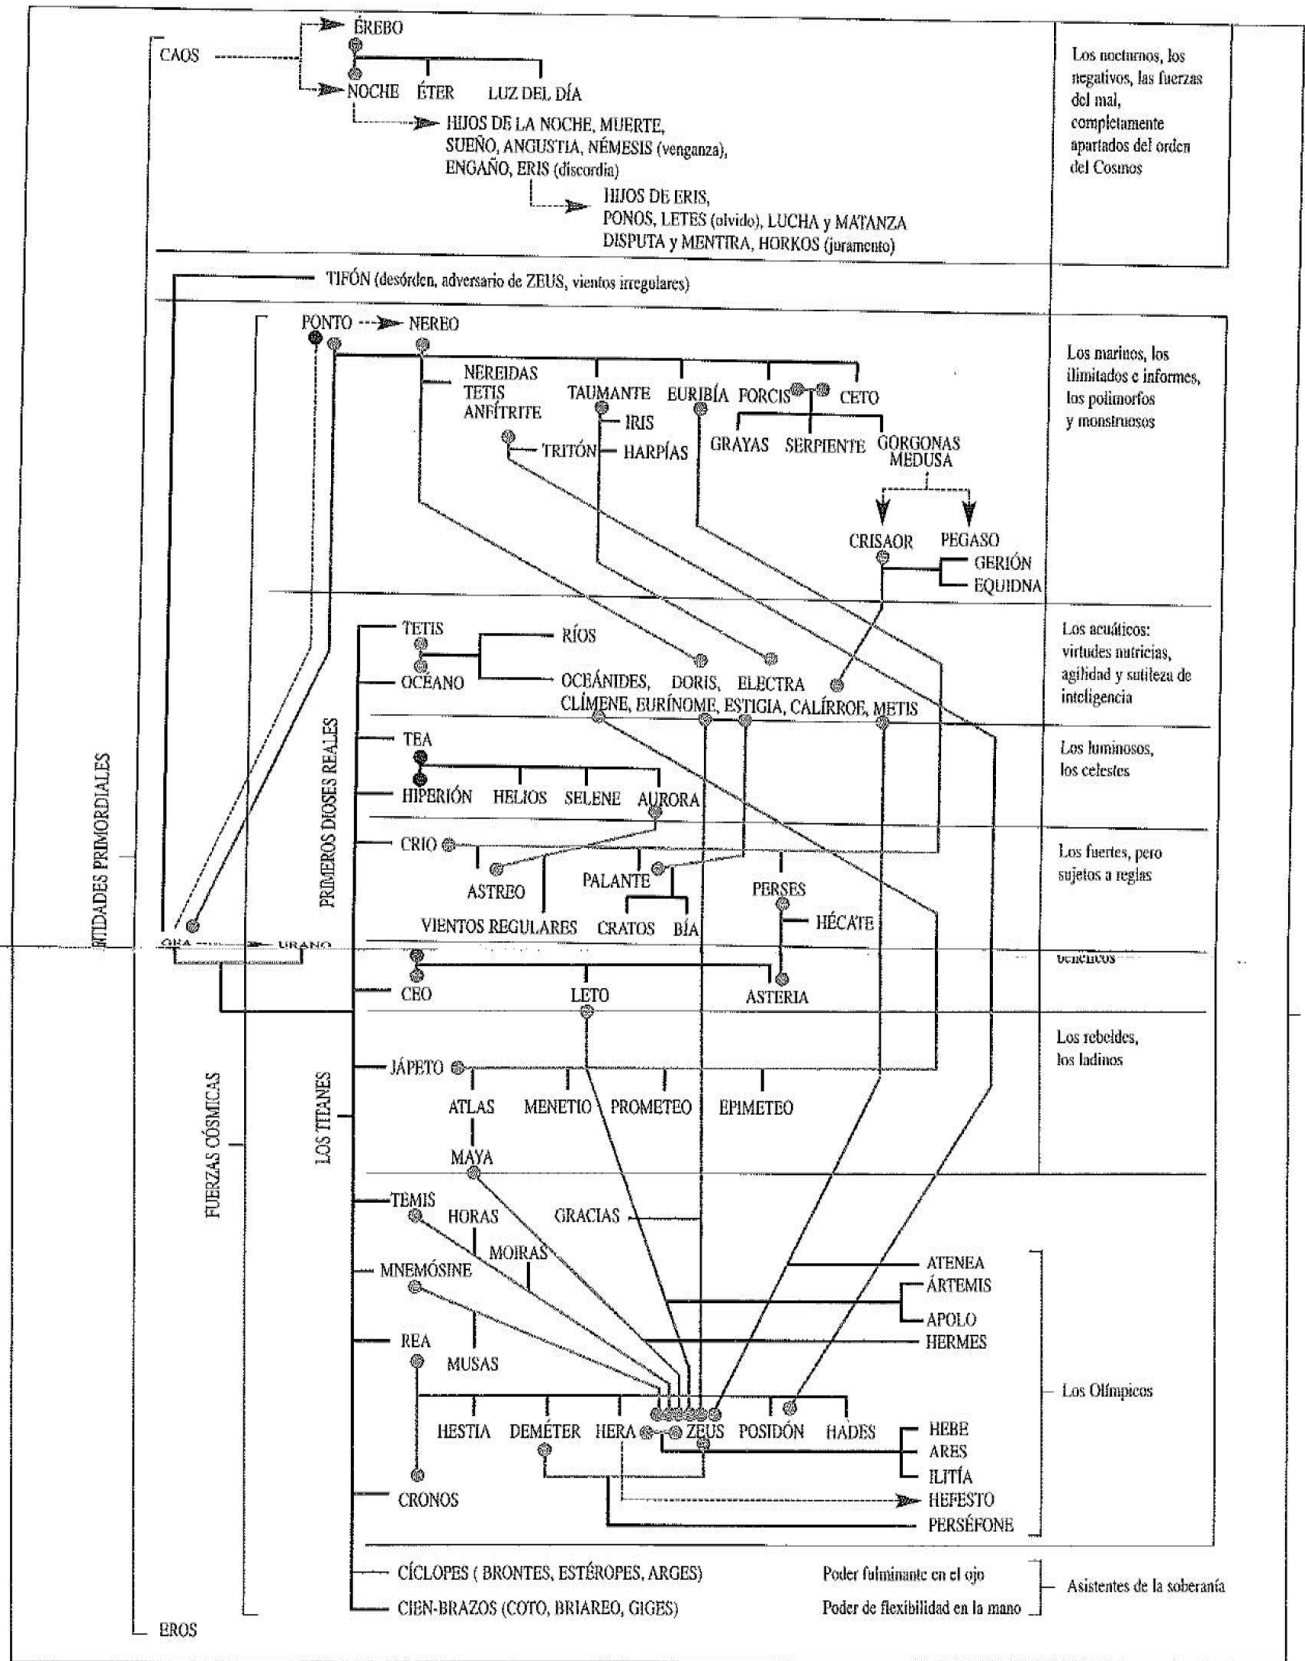 ÉREBO
CAOS
NOCHE ÉTER LUZ DEL DÍA
HIJOS DE LA NOCHE, MUERTE,
SUEÑO, ANGUSTIA, NÉMESIS (venganza),
ENGAÑO, ERIS (discordia)
HIJOS DE ERIS,
PONOS, LETES (olvido), LUCHA y MATANZA
DISPUTA y MENTIRA, HORKOS (juramento)
Los nocturnos, los
negativos, las fuerzas
del mal,
completamente
apartados del orden
del Cosmos
TIFÓN (desórden, adversario de ZEUS, vientos irregulares)
PONTO NEREO
NEREIDAS
TETIS
ANFÍTRITE
TAUMANTE EURIBÍA FORCIS CETO
IRIS
TRITÓN HARPÍAS
GRAYAS SERPIENTE GORGONAS
MEDUSA
CRISAOR PEGASO
GERIÓN
EQUIDNA
Los marinos, los
ilimitados e informes,
los polimorfos
y monstruosos
TETIS
RÍOS
OCÉANO
OCEÁNIDES, DORIS, ELECTRA
CLÍMENE, EURÍNOME, ESTIGIA, CALÍRROE, METIS
Los acuáticos:
virtudes nutricias,
agilidad y sutileza de
inteligencia
TEA
HIPERIÓN HELIOS SELENE AURORA
Los luminosos,
los celestes
CRIO
ASTREO PALANTE PERSES
VIENTOS REGULARES CRATOS BÍA HÉCATE
Los fuertes, pero
sujetos a reglas
ENTIDADES PRIMORDIALES
PRIMEROS DIOSES REALES
URANO
CEO LETO ASTERIA
benéficos
JÁPETO
ATLAS MENETIO PROMETEO EPIMETEO
MAYA
Los rebeldes,
los ladinos
FUERZAS CÓSMICAS
LOS TITANES
TEMIS
HORAS GRACIAS
MOIRAS
MNEMÓSINE
REA
MUSAS
ATENEA
ÁRTEMIS
APOLO
HERMES
HESTIA DEMÉTER HERA ZEUS POSIDÓN HADES
HEBE
ARES
ILITÍA
HEFESTO
PERSÉFONE
Los Olímpicos
CRONOS
CÍCLOPES ( BRONTES, ESTÉROPES, ARGES) Poder fulminante en el ojo
CIEN-BRAZOS (COTO, BRIAREO, GIGES) Poder de flexibilidad en la mano
Asistentes de la soberanía
EROS